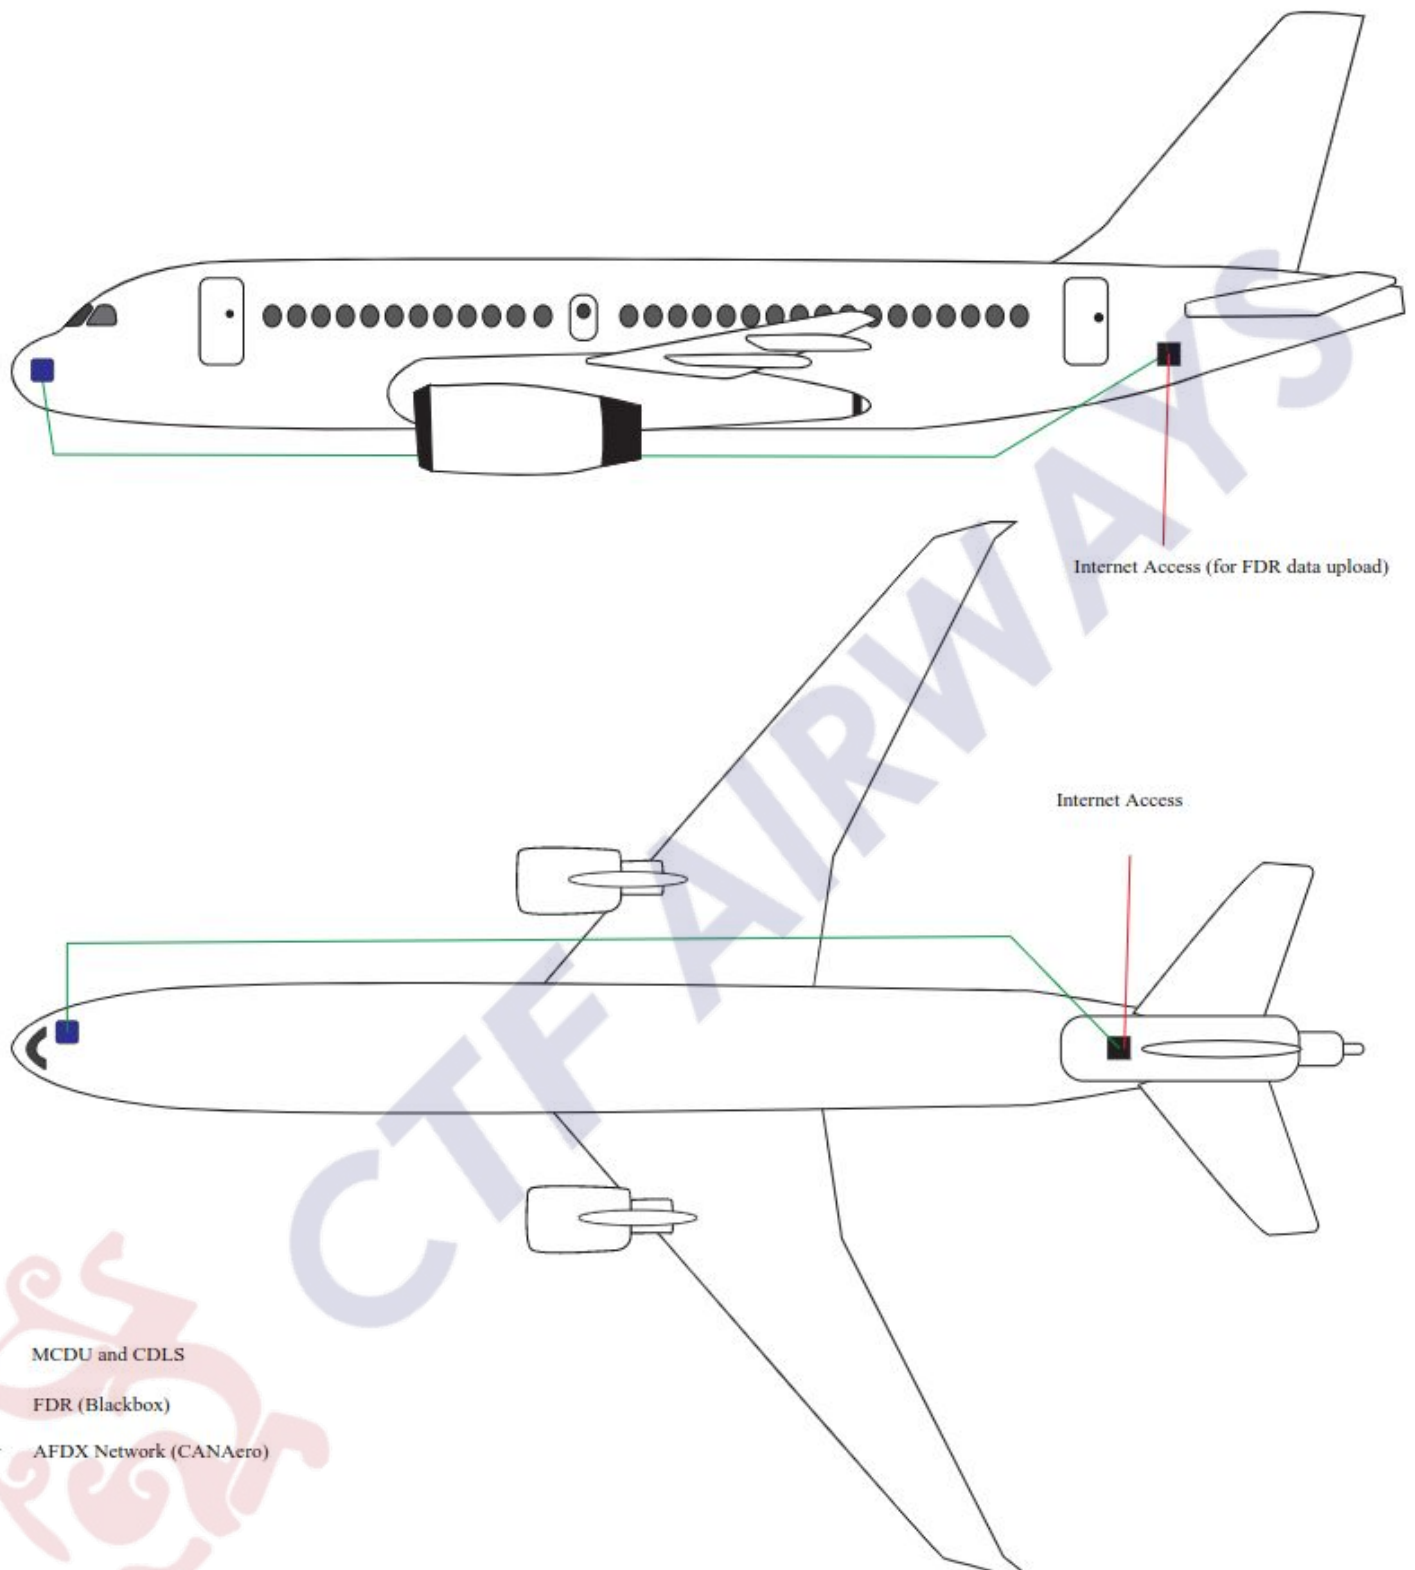 Internet Access (for FDR data upload)
Internet Access
CTF AIRWAYS
MCDU and CDLS
FDR (Blackbox)
AFDX Network (CANAero)